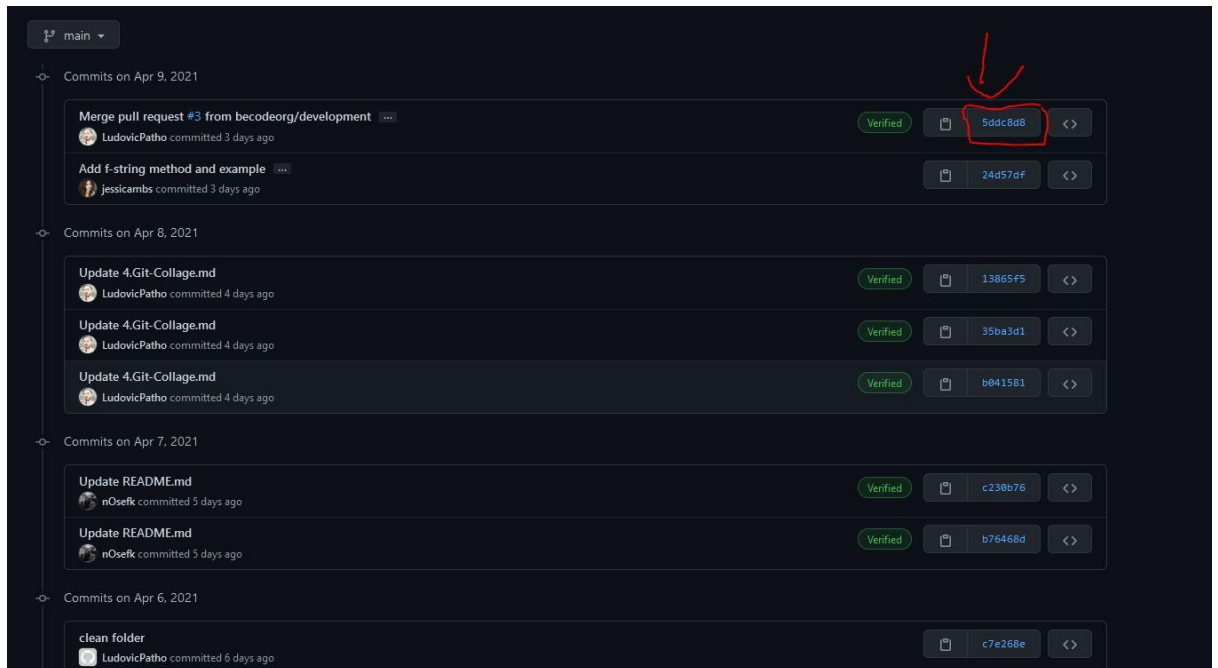 main
Commits on Apr 9, 2021
Merge pull request #3 from becodeorg/development ...
Verified
5ddc8d8
LudovicPatho committed 3 days ago
Add f-string method and example ...
24d57df
jessicambs committed 3 days ago
Commits on Apr 8, 2021
Update 4.Git-Collage.md
Verified
13865f5
LudovicPatho committed 4 days ago
Update 4.Git-Collage.md
Verified
35ba3d1
LudovicPatho committed 4 days ago
Update 4.Git-Collage.md
Verified
b041581
LudovicPatho committed 4 days ago
Commits on Apr 7, 2021
Update README.md
Verified
c230b76
nOsefk committed 5 days ago
Update README.md
Verified
b76468d
nOsefk committed 5 days ago
Commits on Apr 6, 2021
clean folder
c7e268e
LudovicPatho committed 6 days ago